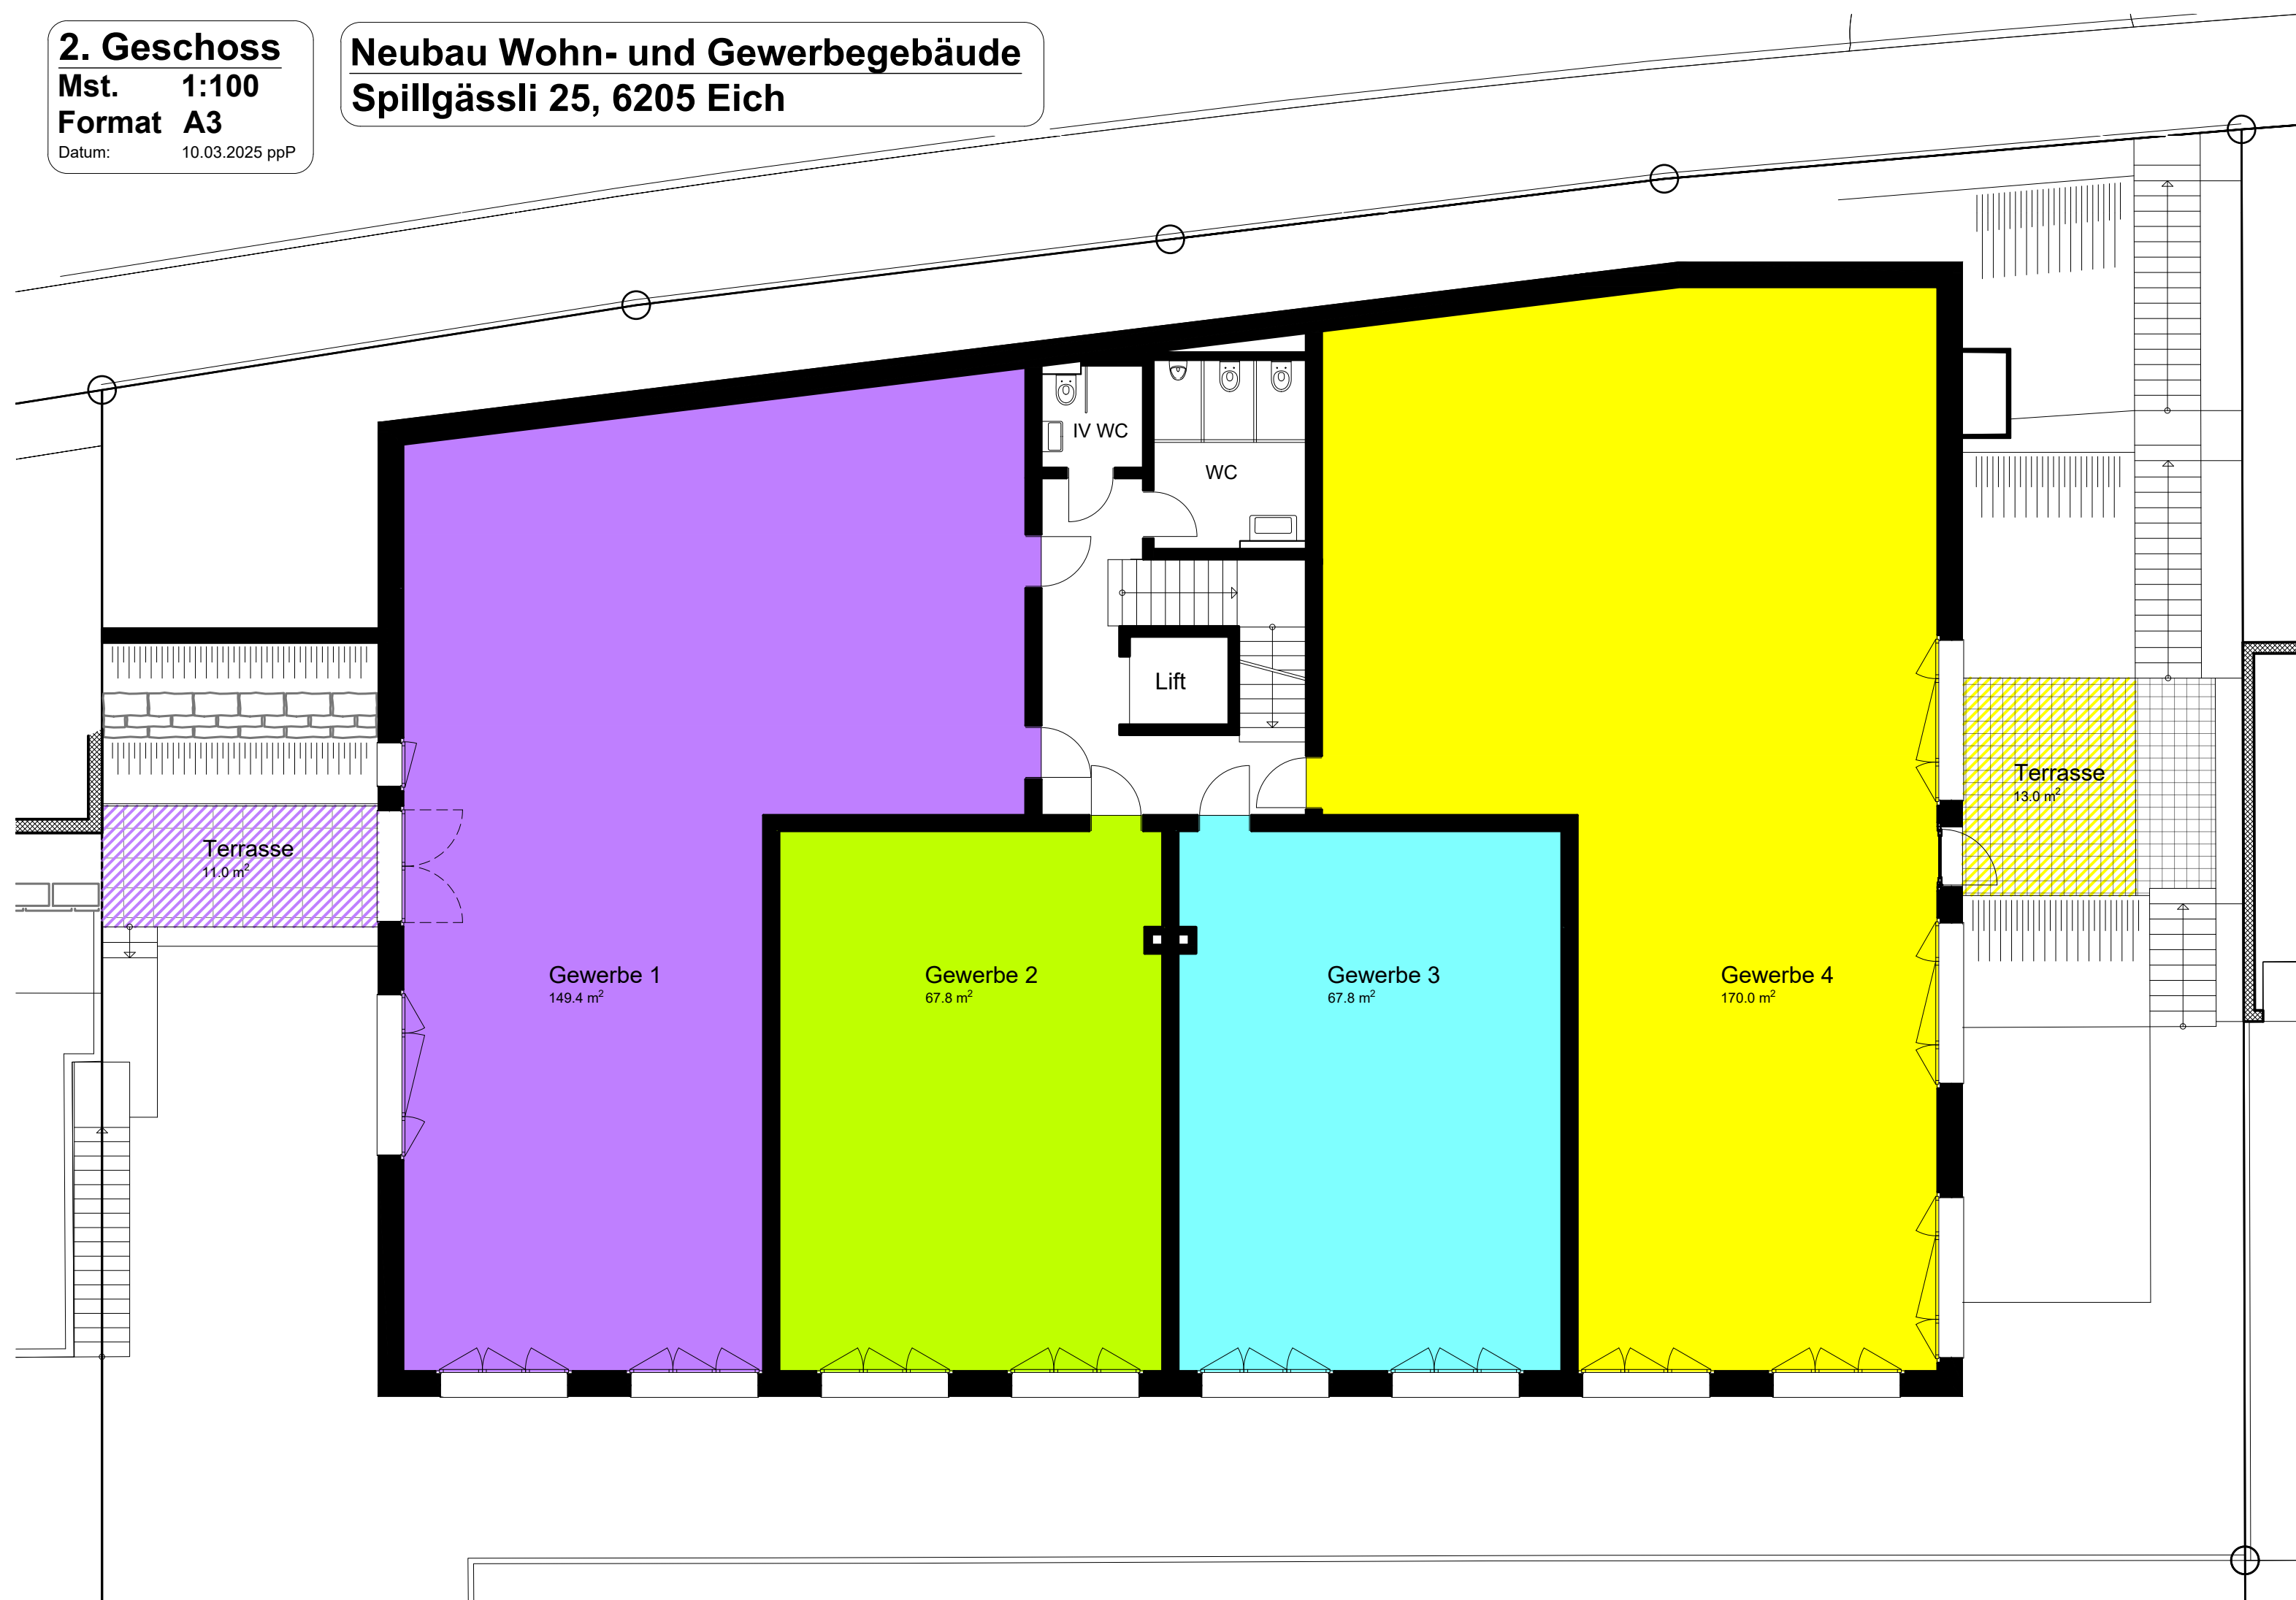 2. Geschoss
Mst. 1:100
Format A3
Datum: 10.03.2025 ppP
Neubau Wohn- und Gewerbegebäude
Spillgässli 25, 6205 Eich
IV WC
WC
Lift
Terrasse
13.0 m²
Terrasse
11.0 m²
Gewerbe 1
149.4 m²
Gewerbe 2
67.8 m²
Gewerbe 3
67.8 m²
Gewerbe 4
170.0 m²